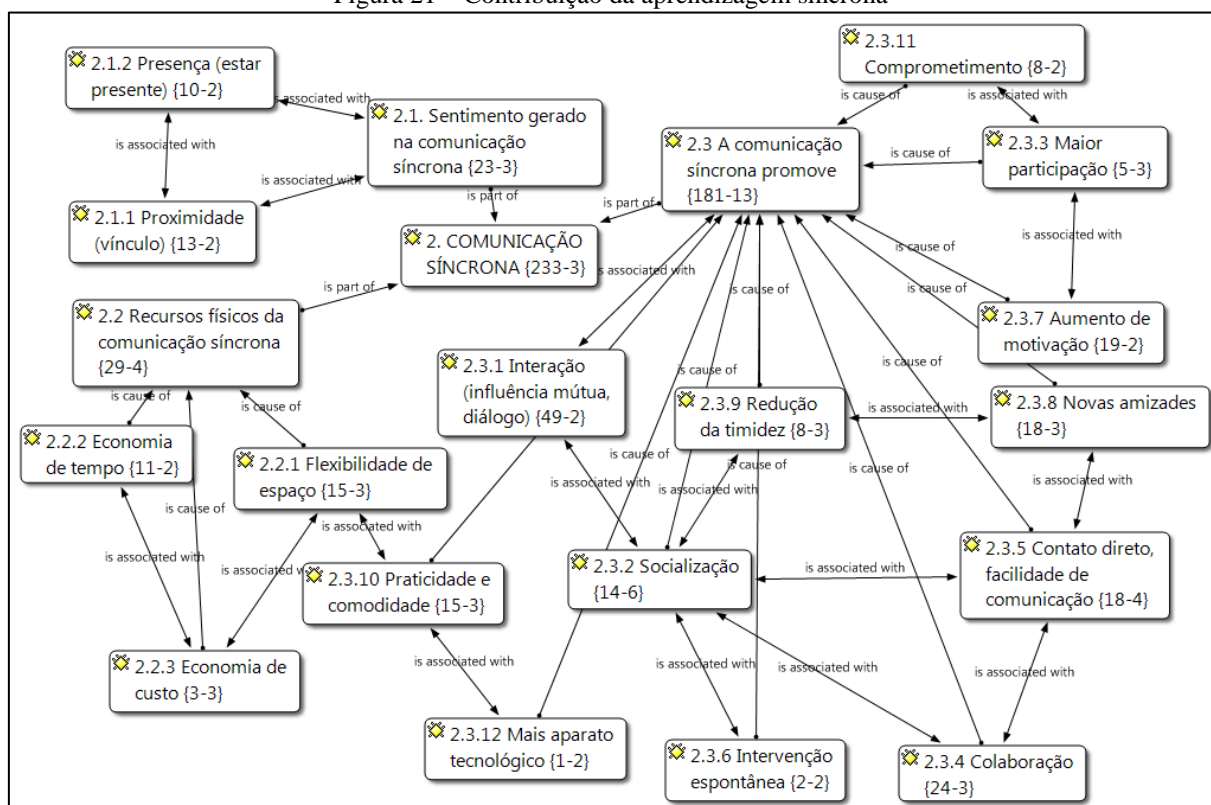 Figura 21 – Contribuição da aprendizagem síncrona
2.1.2 Presença (estar
presente) {10-2}
2.3.11
Comprometimento {8-2}
is associated with
is cause of
is associated with
2.1. Sentimento gerado
na comunicação
síncrona {23-3}
2.3 A comunicação
síncrona promove
{181-13}
2.3.3 Maior
participação {5-3}
is associated with
is cause of
is associated with
2.1.1 Proximidade
(vínculo) {13-2}
is part of
is part of
2. COMUNICAÇÃO
SÍNCRONA {233-3}
is associated with
is cause of
is associated with
is cause of
is cause of
is part of
2.2 Recursos físicos da
comunicação síncrona
{29-4}
2.3.7 Aumento de
motivação {19-2}
2.3.1 Interação
(influência mútua,
diálogo) {49-2}
is cause of
is cause of
2.3.9 Redução
da timidez {8-3}
2.3.8 Novas amizades
{18-3}
is associated with
is cause of
is cause of
2.2.2 Economia
de tempo {11-2}
2.2.1 Flexibilidade de
espaço {15-3}
is cause of
is cause of
is cause of
is associated with
is associated with
is associated with
is cause of
is associated with
2.3.5 Contato direto,
facilidade de
comunicação {18-4}
is associated with
is associated w
2.3.10 Praticidade e
comodidade {15-3}
2.3.2 Socialização
{14-6}
is associated with
2.2.3 Economia de
custo {3-3}
is associated with
is associated with
is associated with
is associated with
2.3.12 Mais aparato
tecnológico {1-2}
2.3.6 Intervenção
espontânea {2-2}
2.3.4 Colaboração
{24-3}